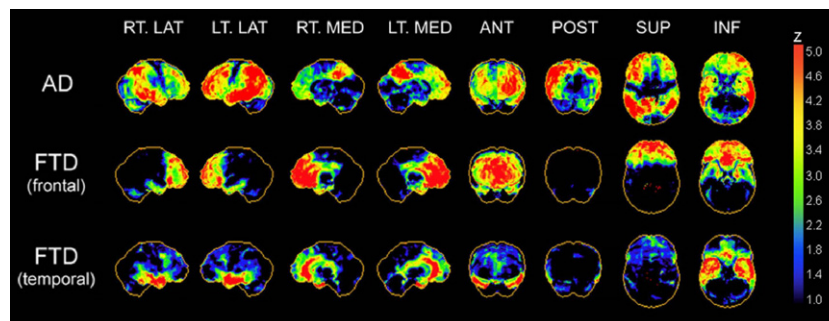 RT. LAT LT. LAT RT. MED LT. MED ANT POST SUP INF
Z
AD
FTD
(frontal)
FTD
(temporal)
5.0
4.6
4.2
3.8
3.4
3.0
2.6
2.2
1.8
1.4
1.0